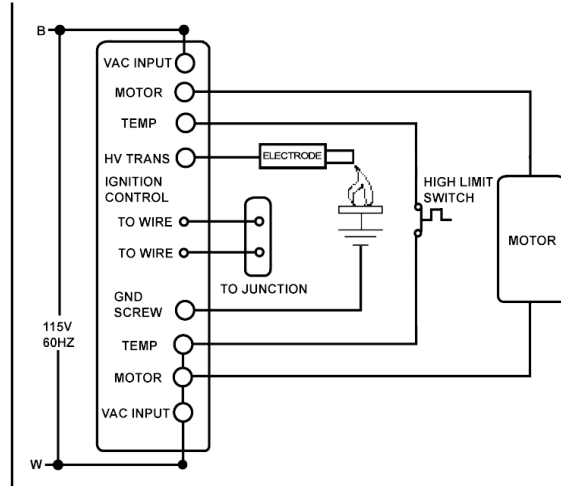 B
VAC INPUT
MOTOR
TEMP
HV TRANS
ELECTRODE
IGNITION
CONTROL
HIGH LIMIT
SWITCH
TO WIRE
TO WIRE
MOTOR
TO JUNCTION
GND
SCREW
115V
60HZ
TEMP
MOTOR
VAC INPUT
W